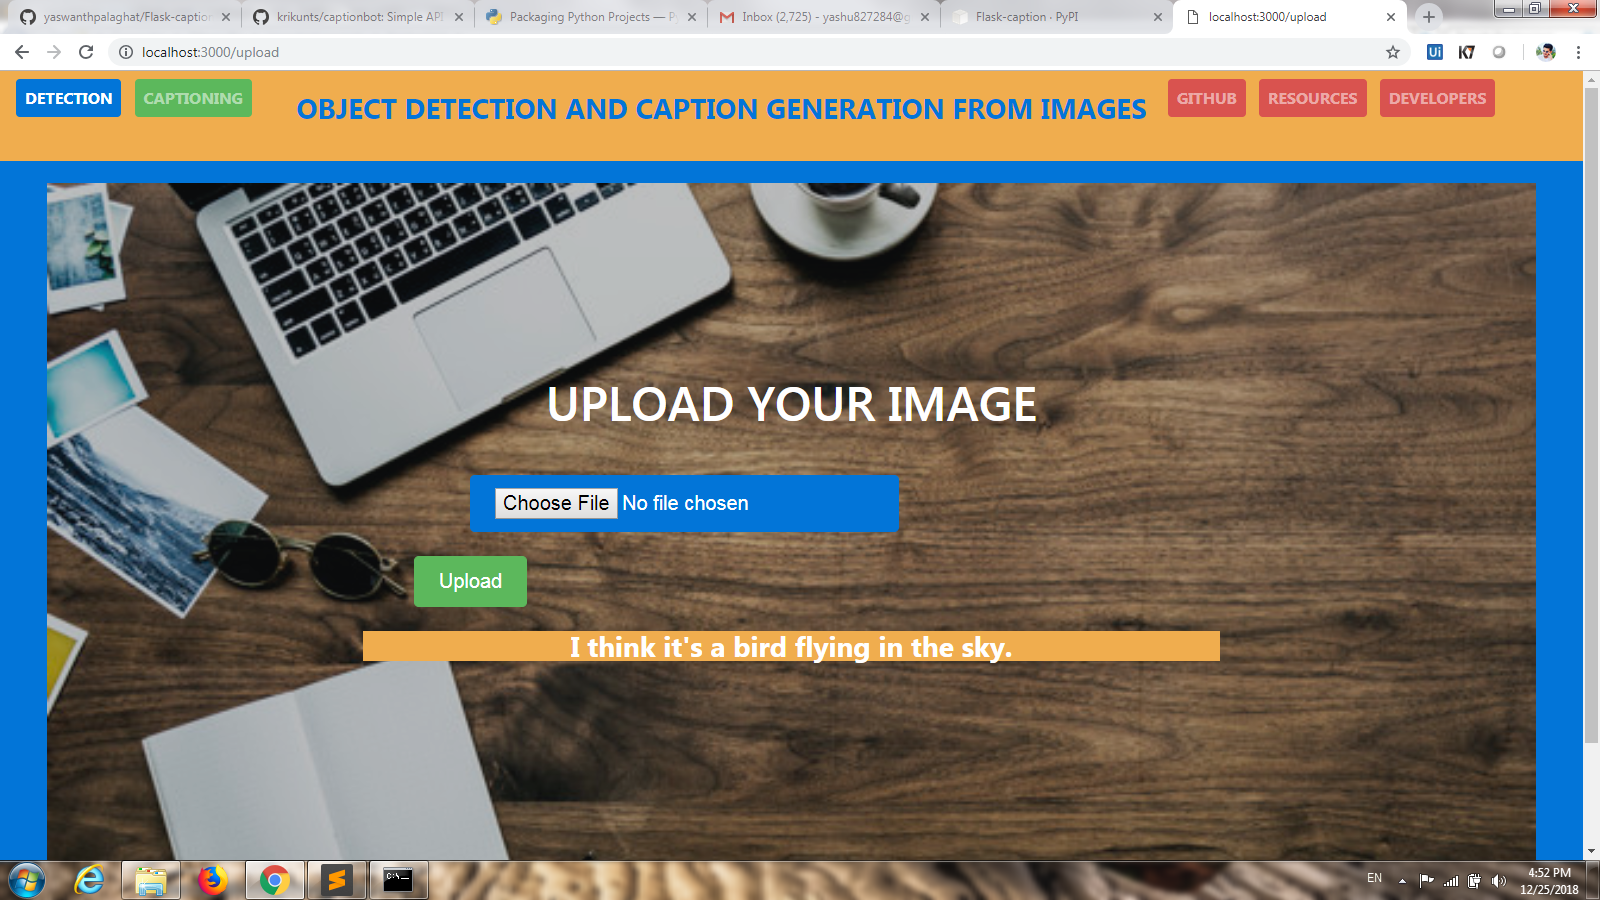 yaswanthpalaghat/Flask-caption
krikunts/captionbot: Simple API
Packaging Python Projects — P
Inbox (2,725) - yashu827284@g
Flask-caption · PyPI
localhost:3000/upload
localhost:3000/upload
Ui
K7
DETECTION
CAPTIONING
OBJECT DETECTION AND CAPTION GENERATION FROM IMAGES
GITHUB
RESOURCES
DEVELOPERS
UPLOAD YOUR IMAGE
Choose File No file chosen
Upload
I think it's a bird flying in the sky.
EN
4:52 PM
12/25/2018